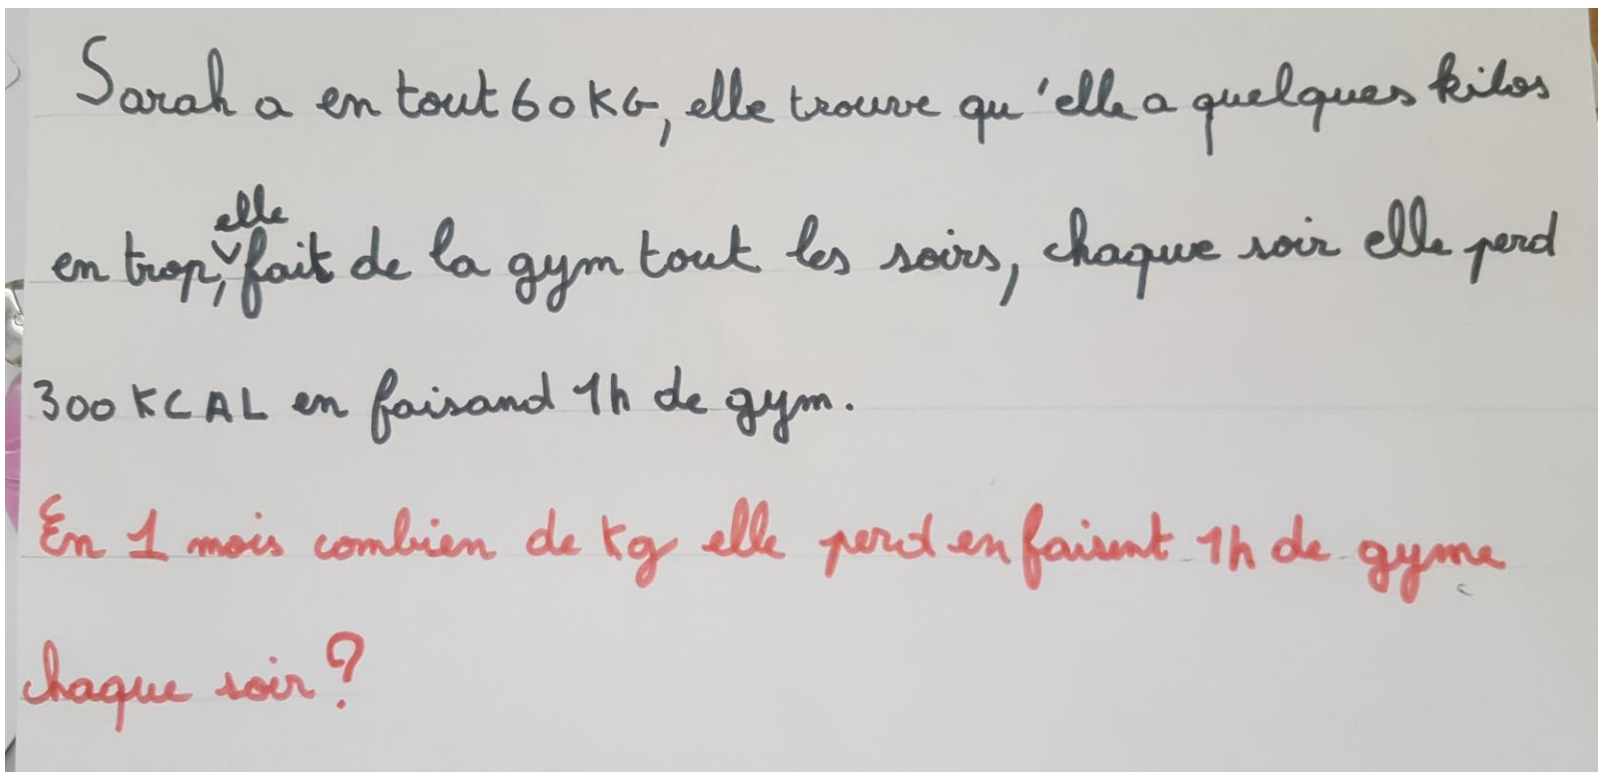 Sarah a en tout 60 KG, elle trouve qu'elle a quelques kilos
en trop, elle fait de la gym tout les soirs, chaque soir elle perd
300 KCAL en faisand 1h de gym.
En 1 mois combien de kg elle perd en faisent 1h de gyme
chaque soir ?